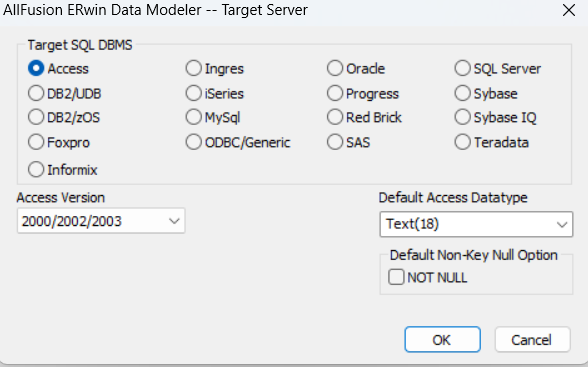 AllFusion ERwin Data Modeler -- Target Server
Target SQL DBMS
Access Ingres Oracle SQL Server
DB2/UDB iSeries Progress Sybase
DB2/zOS MySql Red Brick Sybase IQ
Foxpro ODBC/Generic SAS Teradata
Informix
Access Version Default Access Datatype
2000/2002/2003 Text(18)
Default Non-Key Null Option
NOT NULL
OK Cancel